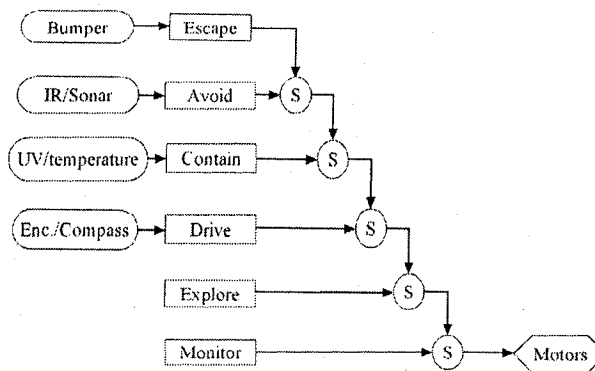 Bumper
Escape
IR/Sonar
Avoid
S
UV/temperature
Contain
S
Enc./Compass
Drive
S
Explore
S
Monitor
S
Motors